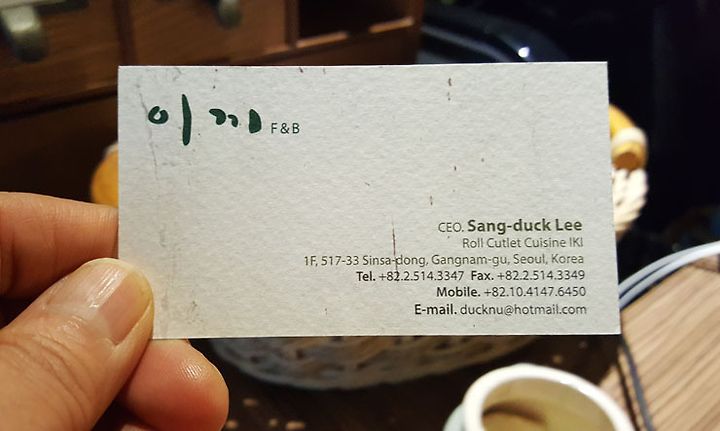 이끼 F&B
CEO. Sang-duck Lee
Roll Cutlet Cuisine IKI
1F, 517-33 Sinsa-dong, Gangnam-gu, Seoul, Korea
Tel. +82.2.514.3347 Fax. +82.2.514.3349
Mobile. +82.10.4147.6450
E-mail. ducknu@hotmail.com